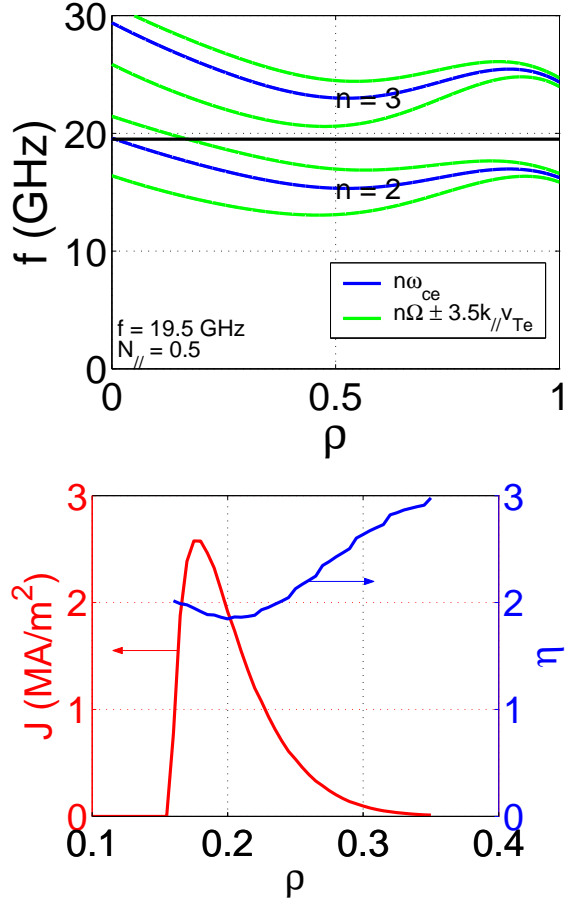 30
20
10
0
f (GHz)
n = 3
n = 2
nω_ce
nΩ ± 3.5k_//v_Te
f = 19.5 GHz
N_// = 0.5
0 0.5 1
ρ
3
2
1
0
J (MA/m²)
3
2
1
0
η
0.1 0.2 0.3 0.4
ρ